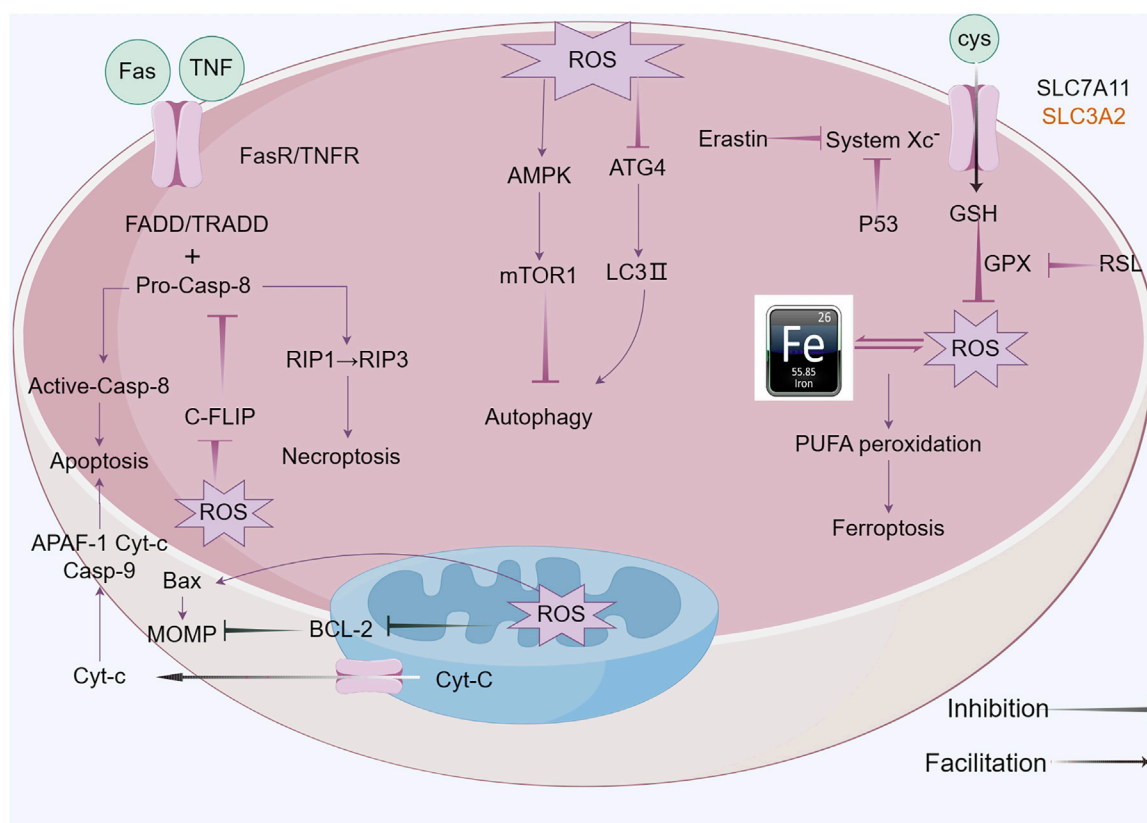 Fas
TNF
FasR/TNFR
FADD/TRADD
+
Pro-Casp-8
Active-Casp-8
RIP1→RIP3
C-FLIP
Apoptosis
Necroptosis
ROS
APAF-1 Cyt-c
Casp-9
Bax
MOMP
BCL-2
ROS
Cyt-c
Cyt-C
ROS
AMPK
ATG4
mTOR1
LC3Ⅱ
Autophagy
cys
SLC7A11
SLC3A2
Erastin
System Xc⁻
P53
GSH
GPX
RSL
26
Fe
55.85
Iron
ROS
PUFA peroxidation
Ferroptosis
Inhibition
Facilitation